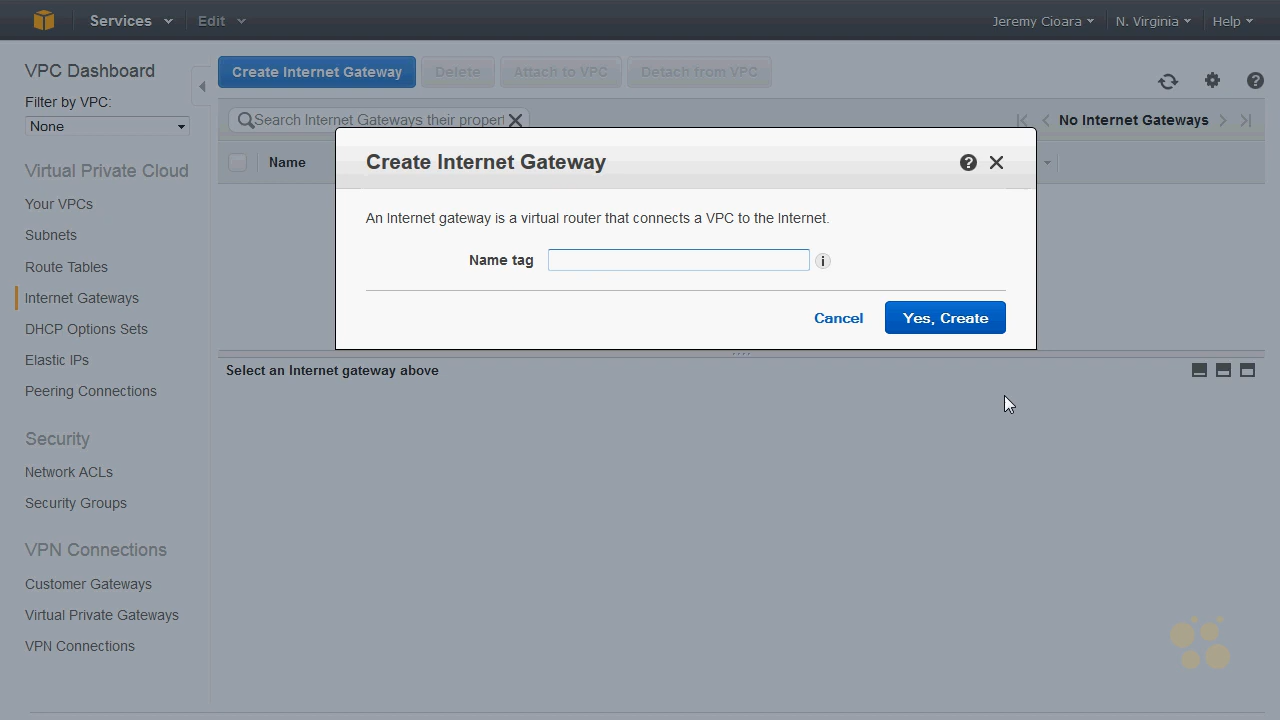 Services Edit Jeremy Cioara N. Virginia Help
VPC Dashboard
Filter by VPC:
None
Virtual Private Cloud
Your VPCs
Subnets
Route Tables
Internet Gateways
DHCP Options Sets
Elastic IPs
Peering Connections
Security
Network ACLs
Security Groups
VPN Connections
Customer Gateways
Virtual Private Gateways
VPN Connections
Create Internet Gateway Delete Attach to VPC Detach from VPC
Search Internet Gateways their propert No Internet Gateways
Name
Create Internet Gateway
An Internet gateway is a virtual router that connects a VPC to the Internet.
Name tag
Cancel Yes, Create
Select an Internet gateway above